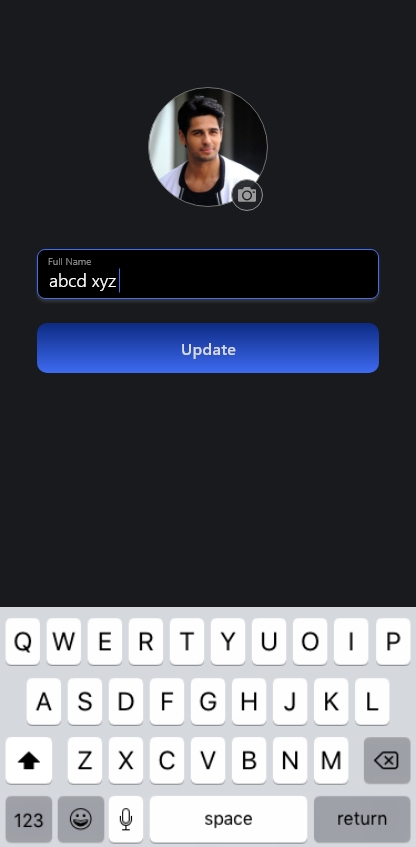 Full Name
abcd xyz
Update
Q W E R T Y U O I P
A S D F G H J K L
Z X C V B N M
123 space return